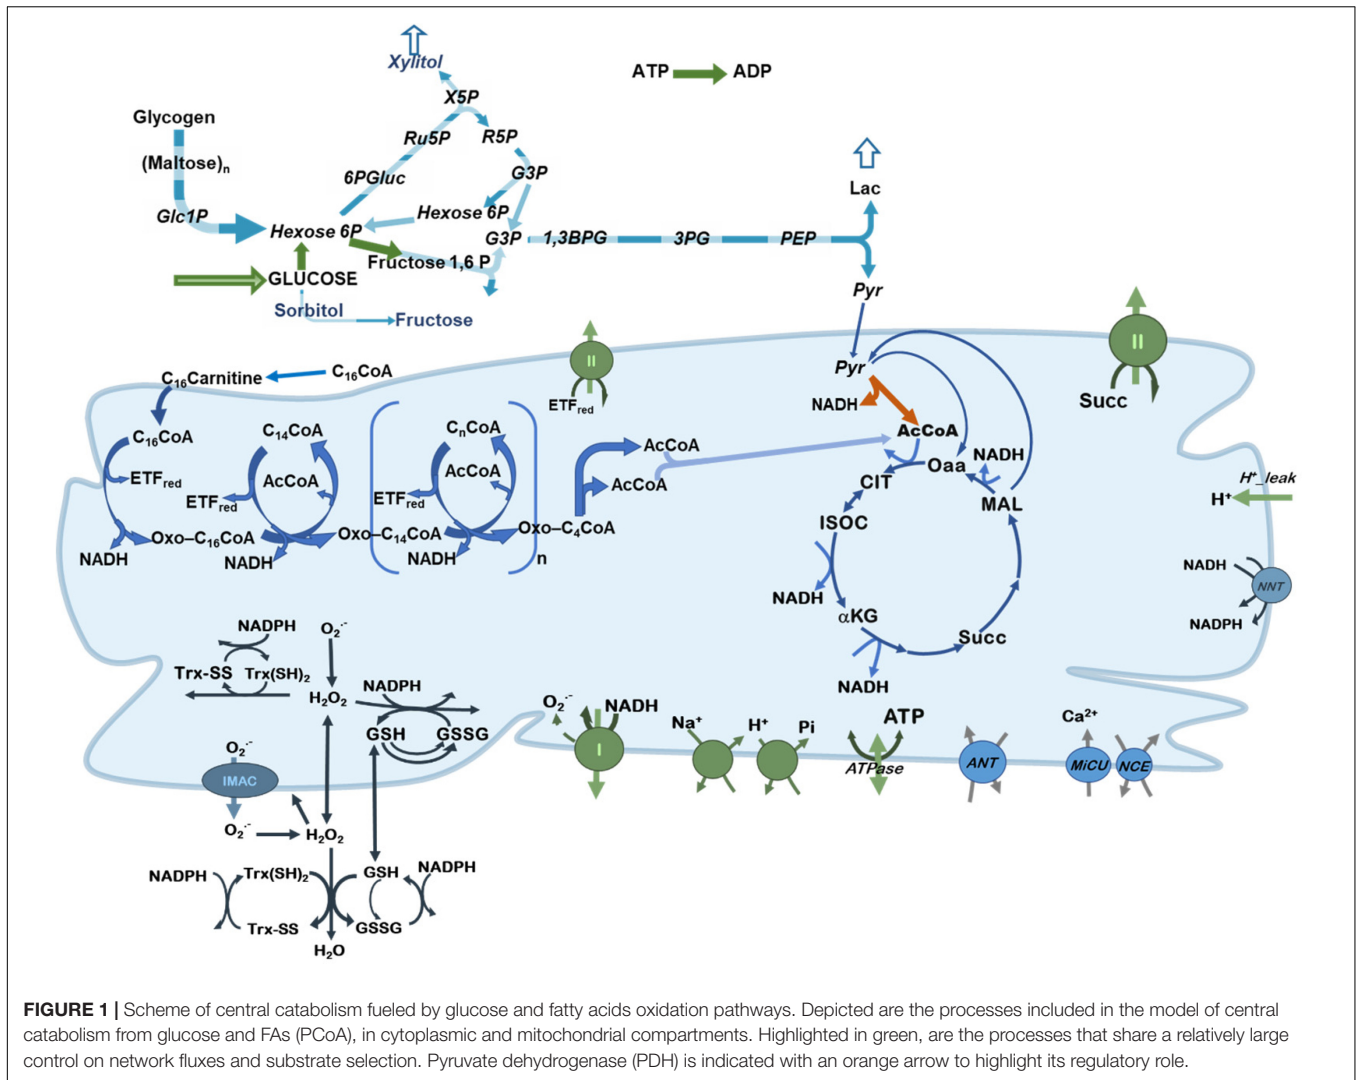 Xylitol
ATP ADP
X5P
Glycogen
Ru5P R5P
(Maltose)n
6PGluc G3P
Lac
Glc1P Hexose 6P
Hexose 6P G3P 1,3BPG 3PG PEP
Fructose 1,6 P
GLUCOSE
Pyr
Sorbitol Fructose
II
II
C16Carnitine C16CoA
Pyr
ETFred
NADH
Succ
C16CoA C14CoA CnCoA AcCoA AcCoA
Oaa NADH
ETFred AcCoA AcCoA AcCoA CIT
H+_leak
ETFred ETFred H+
MAL
Oxo–C16CoA Oxo–C14CoA Oxo–C4CoA ISOC
NADH NADH NADH n
NADH
NNT
NADH
αKG
NADPH
NADPH O2·-
Succ
Trx-SS Trx(SH)2
NADPH
NADH
H2O2
O2·- NADH
Na+ H+ Pi ATP Ca2+
GSH GSSG
O2·-
I
ATPase ANT MiCU NCE
IMAC
O2·- H2O2
NADPH Trx(SH)2 GSH NADPH
Trx-SS GSSG
H2O
FIGURE 1 | Scheme of central catabolism fueled by glucose and fatty acids oxidation pathways. Depicted are the processes included in the model of central
catabolism from glucose and FAs (PCoA), in cytoplasmic and mitochondrial compartments. Highlighted in green, are the processes that share a relatively large
control on network fluxes and substrate selection. Pyruvate dehydrogenase (PDH) is indicated with an orange arrow to highlight its regulatory role.